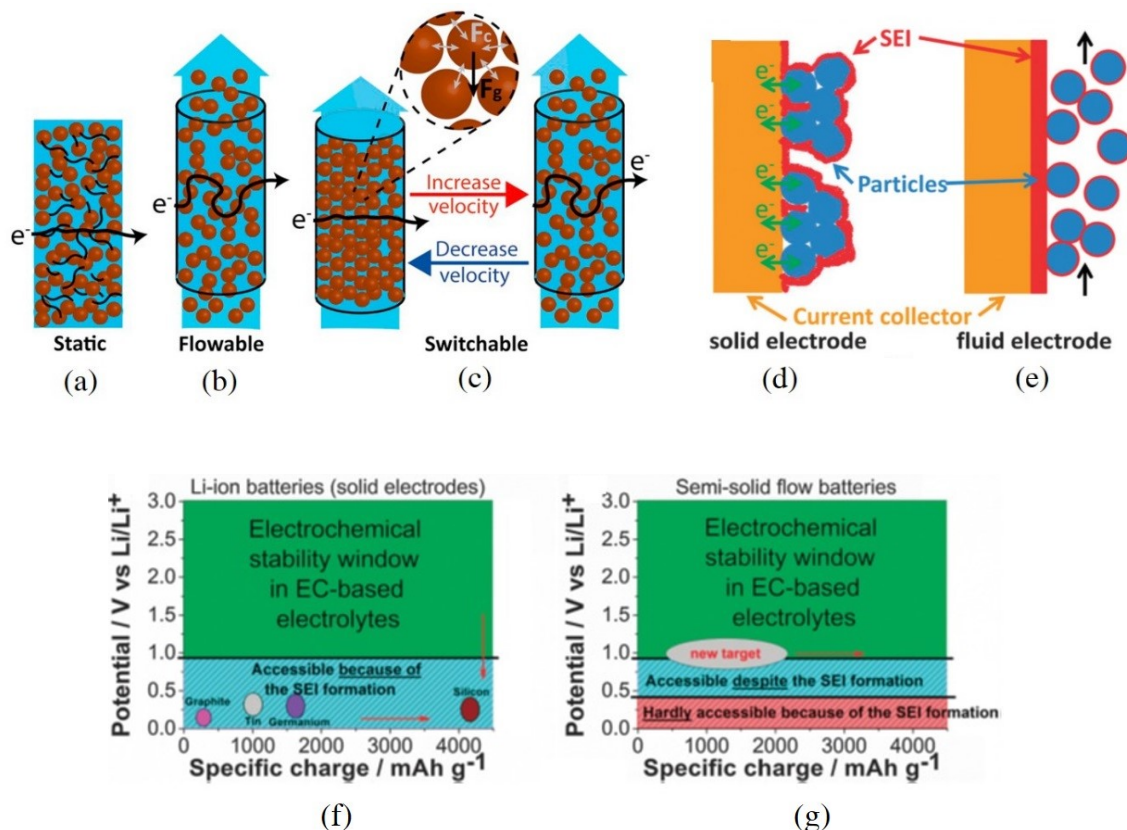 Fc
Fg
e-
Increase
velocity
e-
e-
e-
Decrease
velocity
e-
Static
Flowable
Switchable
(a)
(b)
(c)
SEI
e-
e-
e-
e-
e-
Particles
Current collector
solid electrode
fluid electrode
(d)
(e)
Li-ion batteries (solid electrodes)
Potential / V vs Li/Li+
3.0
2.5
2.0
1.5
1.0
0.5
0.0
Electrochemical
stability window
in EC-based
electrolytes
Accessible because of
the SEI formation
Graphite
Tin
Germanium
Silicon
0 1000 2000 3000 4000
Specific charge / mAh g-1
(f)
Semi-solid flow batteries
Potential / V vs Li/Li+
3.0
2.5
2.0
1.5
1.0
0.5
0.0
Electrochemical
stability window
in EC-based
electrolytes
new target
Accessible despite the SEI formation
Hardly accessible because of the SEI formation
0 1000 2000 3000 4000
Specific charge / mAh g-1
(g)